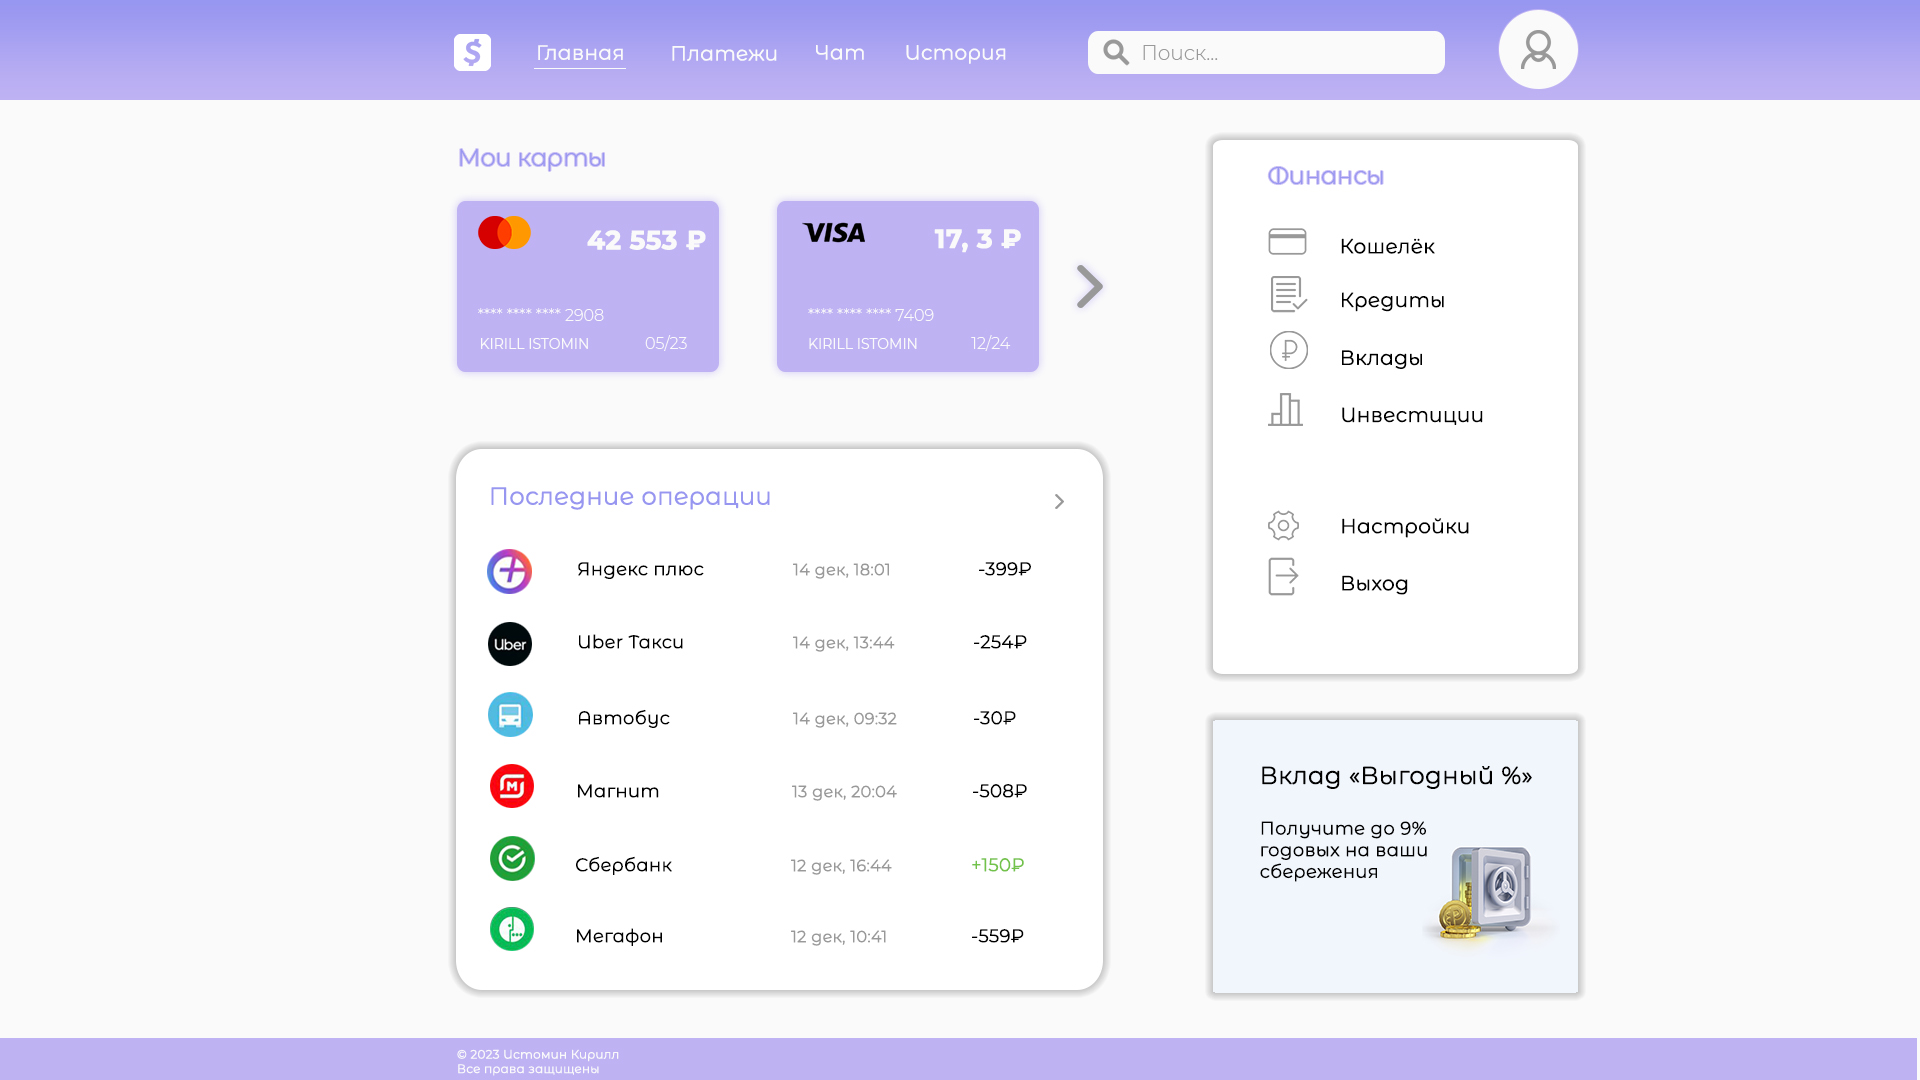 $
Главная
Платежи
Чат
История
Поиск...
Мои карты
42 553 ₽
**** **** **** 2908
KIRILL ISTOMIN 05/23
VISA
17, 3 ₽
**** **** **** 7409
KIRILL ISTOMIN 12/24
Последние операции
Яндекс плюс 14 дек, 18:01 -399₽
Uber
Uber Такси 14 дек, 13:44 -254₽
Автобус 14 дек, 09:32 -30₽
М
Магнит 13 дек, 20:04 -508₽
Сбербанк 12 дек, 16:44 +150₽
Мегафон 12 дек, 10:41 -559₽
Финансы
Кошелёк
Кредиты
₽
Вклады
Инвестиции
Настройки
Выход
Вклад «Выгодный %»
Получите до 9%
годовых на ваши
сбережения
© 2023 Истомин Кирилл
Все права защищены